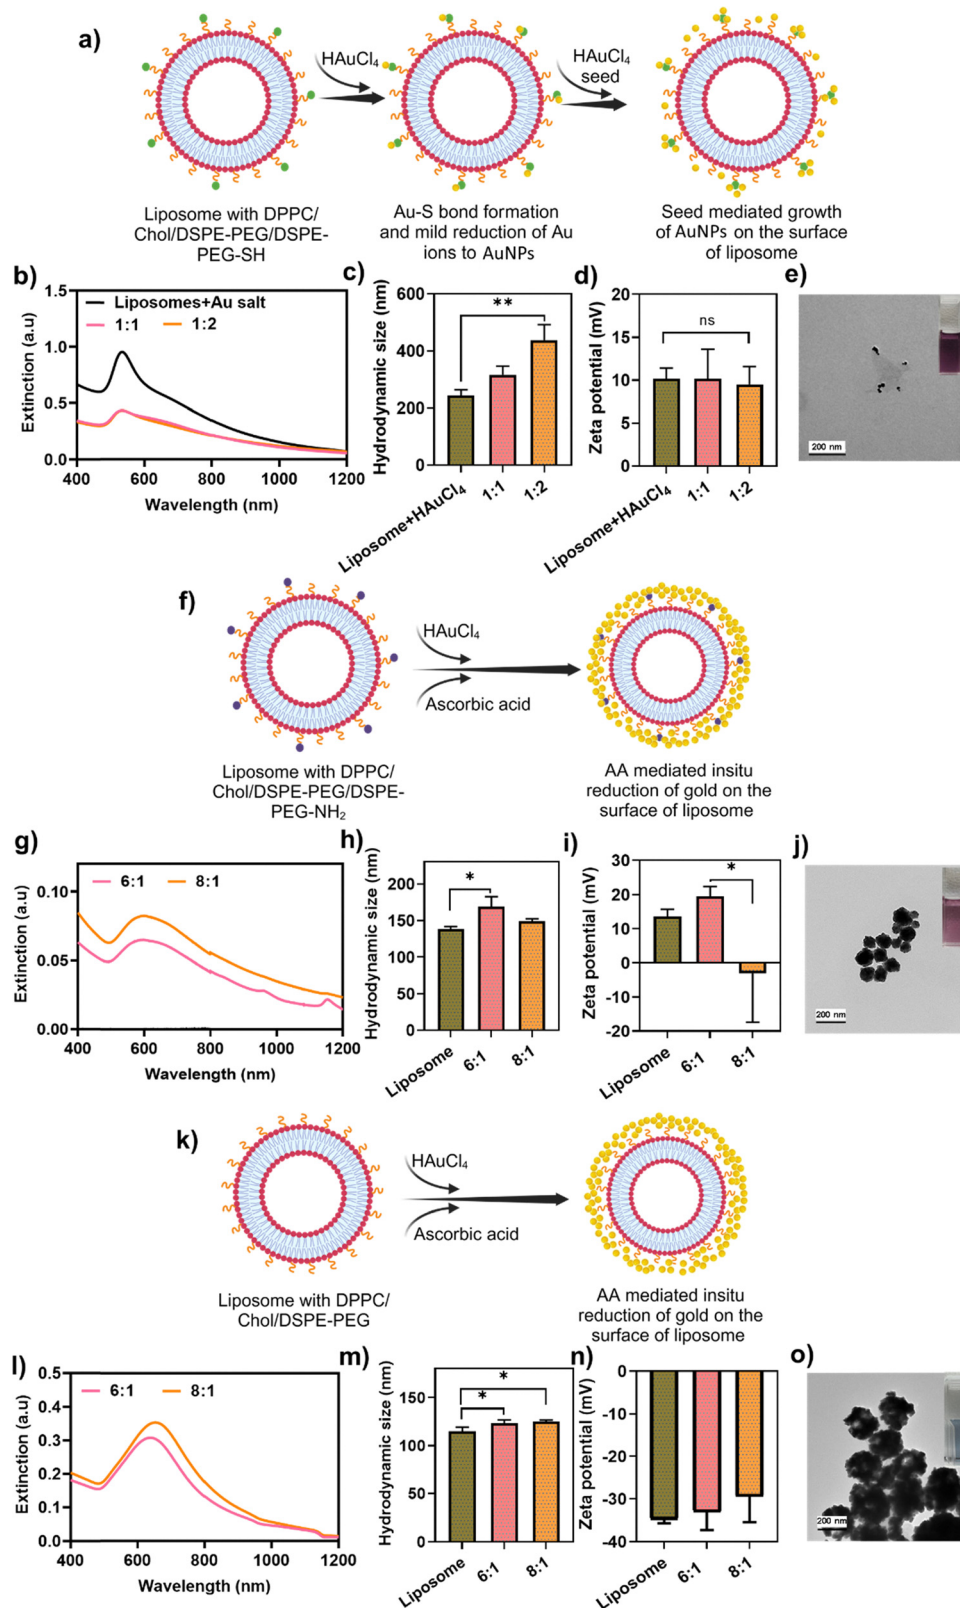 a)
HAuCl₄
HAuCl₄
seed
Liposome with DPPC/
Chol/DSPE-PEG/DSPE-
PEG-SH
Au-S bond formation
and mild reduction of Au
ions to AuNPs
Seed mediated growth
of AuNPs on the surface
of liposome
b)
Extinction (a.u)
1.5
1.0
0.5
0.0
Liposomes+Au salt
1:1
1:2
400
600
800
1000
1200
Wavelength (nm)
c)
Hydrodynamic size (nm)
600
400
200
0
**
Liposome+HAuCl₄
1:1
1:2
d)
Zeta potential (mV)
20
15
10
5
0
ns
Liposome+HAuCl₄
1:1
1:2
e)
200 nm
f)
HAuCl₄
Ascorbic acid
Liposome with DPPC/
Chol/DSPE-PEG/DSPE-
PEG-NH₂
AA mediated insitu
reduction of gold on the
surface of liposome
g)
Extinction (a.u)
0.10
0.05
0.00
6:1
8:1
400
600
800
1000
1200
Wavelength (nm)
h)
Hydrodynamic size (nm)
200
150
100
50
0
*
Liposome
6:1
8:1
i)
Zeta potential (mV)
30
20
10
0
-10
-20
*
Liposome
6:1
8:1
j)
200 nm
k)
HAuCl₄
Ascorbic acid
Liposome with DPPC/
Chol/DSPE-PEG
AA mediated insitu
reduction of gold on the
surface of liposome
l)
Extinction (a.u)
0.5
0.4
0.3
0.2
0.1
0.0
6:1
8:1
400
600
800
1000
1200
Wavelength (nm)
m)
Hydrodynamic size (nm)
150
100
50
0
*
*
Liposome
6:1
8:1
n)
Zeta potential (mV)
0
-10
-20
-30
-40
Liposome
6:1
8:1
o)
200 nm